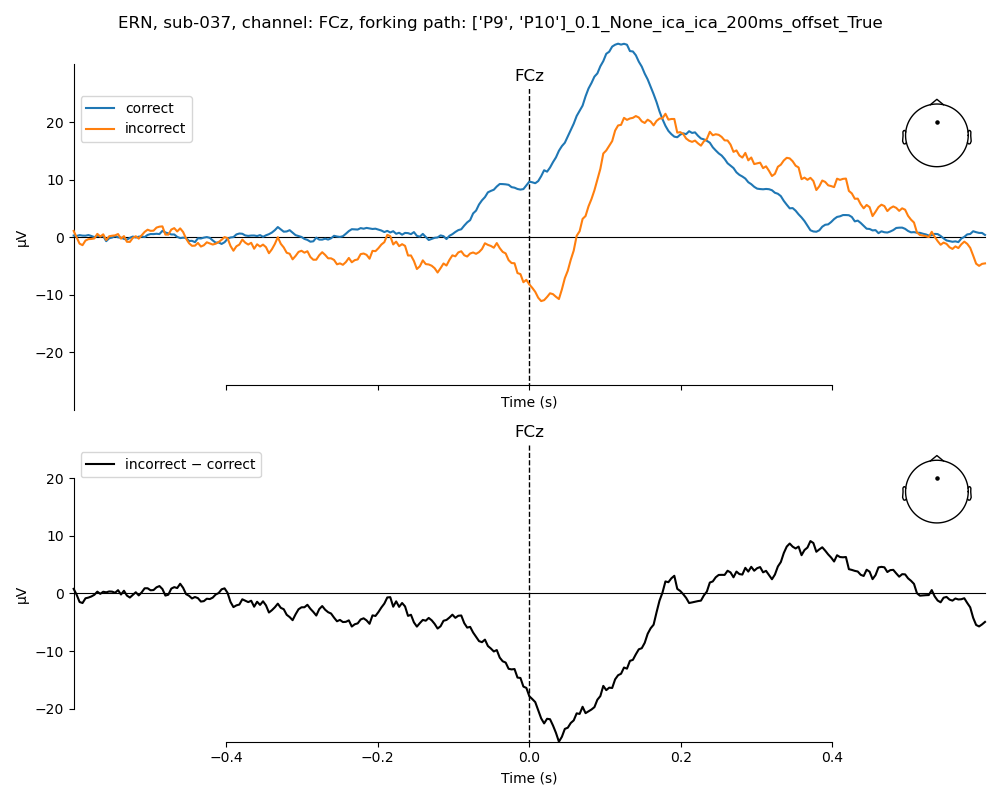 ERN, sub-037, channel: FCz, forking path: ['P9', 'P10']_0.1_None_ica_ica_200ms_offset_True
FCz
correct
incorrect
µV
20
10
0
−10
−20
Time (s)
FCz
incorrect − correct
µV
20
10
0
−10
−20
−0.4
−0.2
0.0
0.2
0.4
Time (s)